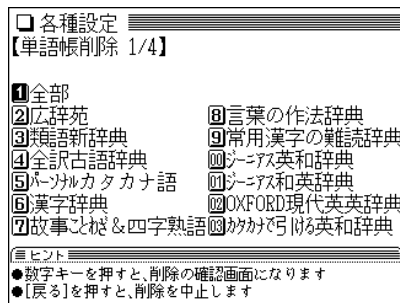 各種設定
【単語帳削除 1/4】
1全部
2広辞苑
3類語新辞典
4全訳古語辞典
5パーソナルカタカナ語
6漢字辞典
7故事ことわざ&四字熟語
8言葉の作法辞典
9常用漢字の難読辞典
00ジーニアス英和辞典
01ジーニアス和英辞典
02OXFORD現代英英辞典
03カタカナで引ける英和辞典
ヒント
●数字キーを押すと、削除の確認画面になります
●[戻る]を押すと、削除を中止します